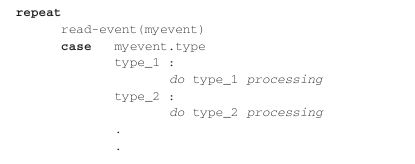 repeat
read-event(myevent)
case myevent.type
type_1 :
do type_1 processing
type_2 :
do type_2 processing
.
.